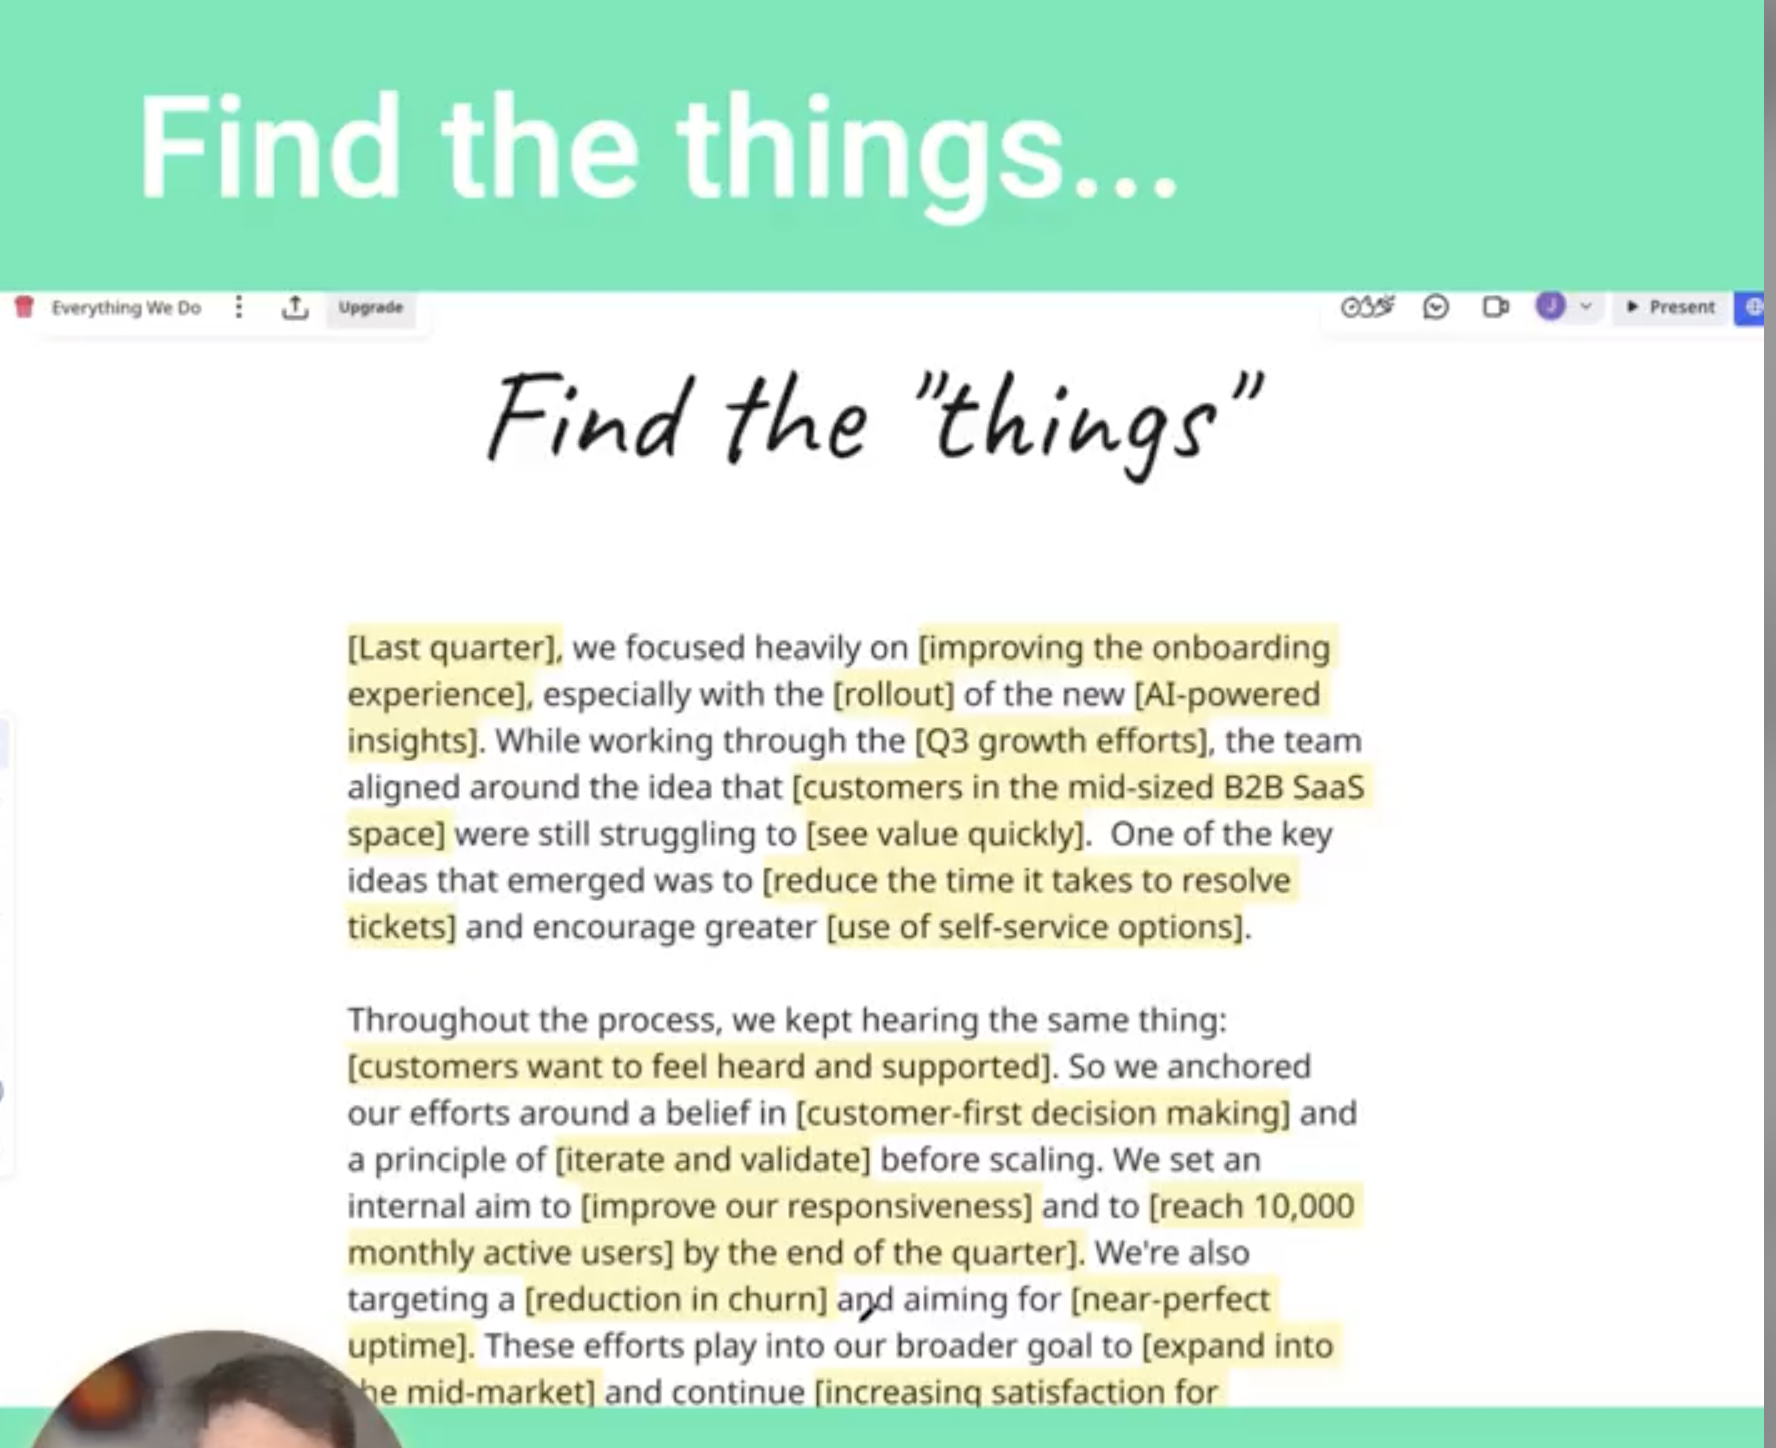 Find the things...
Everything We Do
Upgrade
J
Present
Find the "things"
[Last quarter], we focused heavily on [improving the onboarding
experience], especially with the [rollout] of the new [AI-powered
insights]. While working through the [Q3 growth efforts], the team
aligned around the idea that [customers in the mid-sized B2B SaaS
space] were still struggling to [see value quickly].  One of the key
ideas that emerged was to [reduce the time it takes to resolve
tickets] and encourage greater [use of self-service options].
Throughout the process, we kept hearing the same thing:
[customers want to feel heard and supported]. So we anchored
our efforts around a belief in [customer-first decision making] and
a principle of [iterate and validate] before scaling. We set an
internal aim to [improve our responsiveness] and to [reach 10,000
monthly active users] by the end of the quarter]. We're also
targeting a [reduction in churn] and aiming for [near-perfect
uptime]. These efforts play into our broader goal to [expand into
he mid-market] and continue [increasing satisfaction for